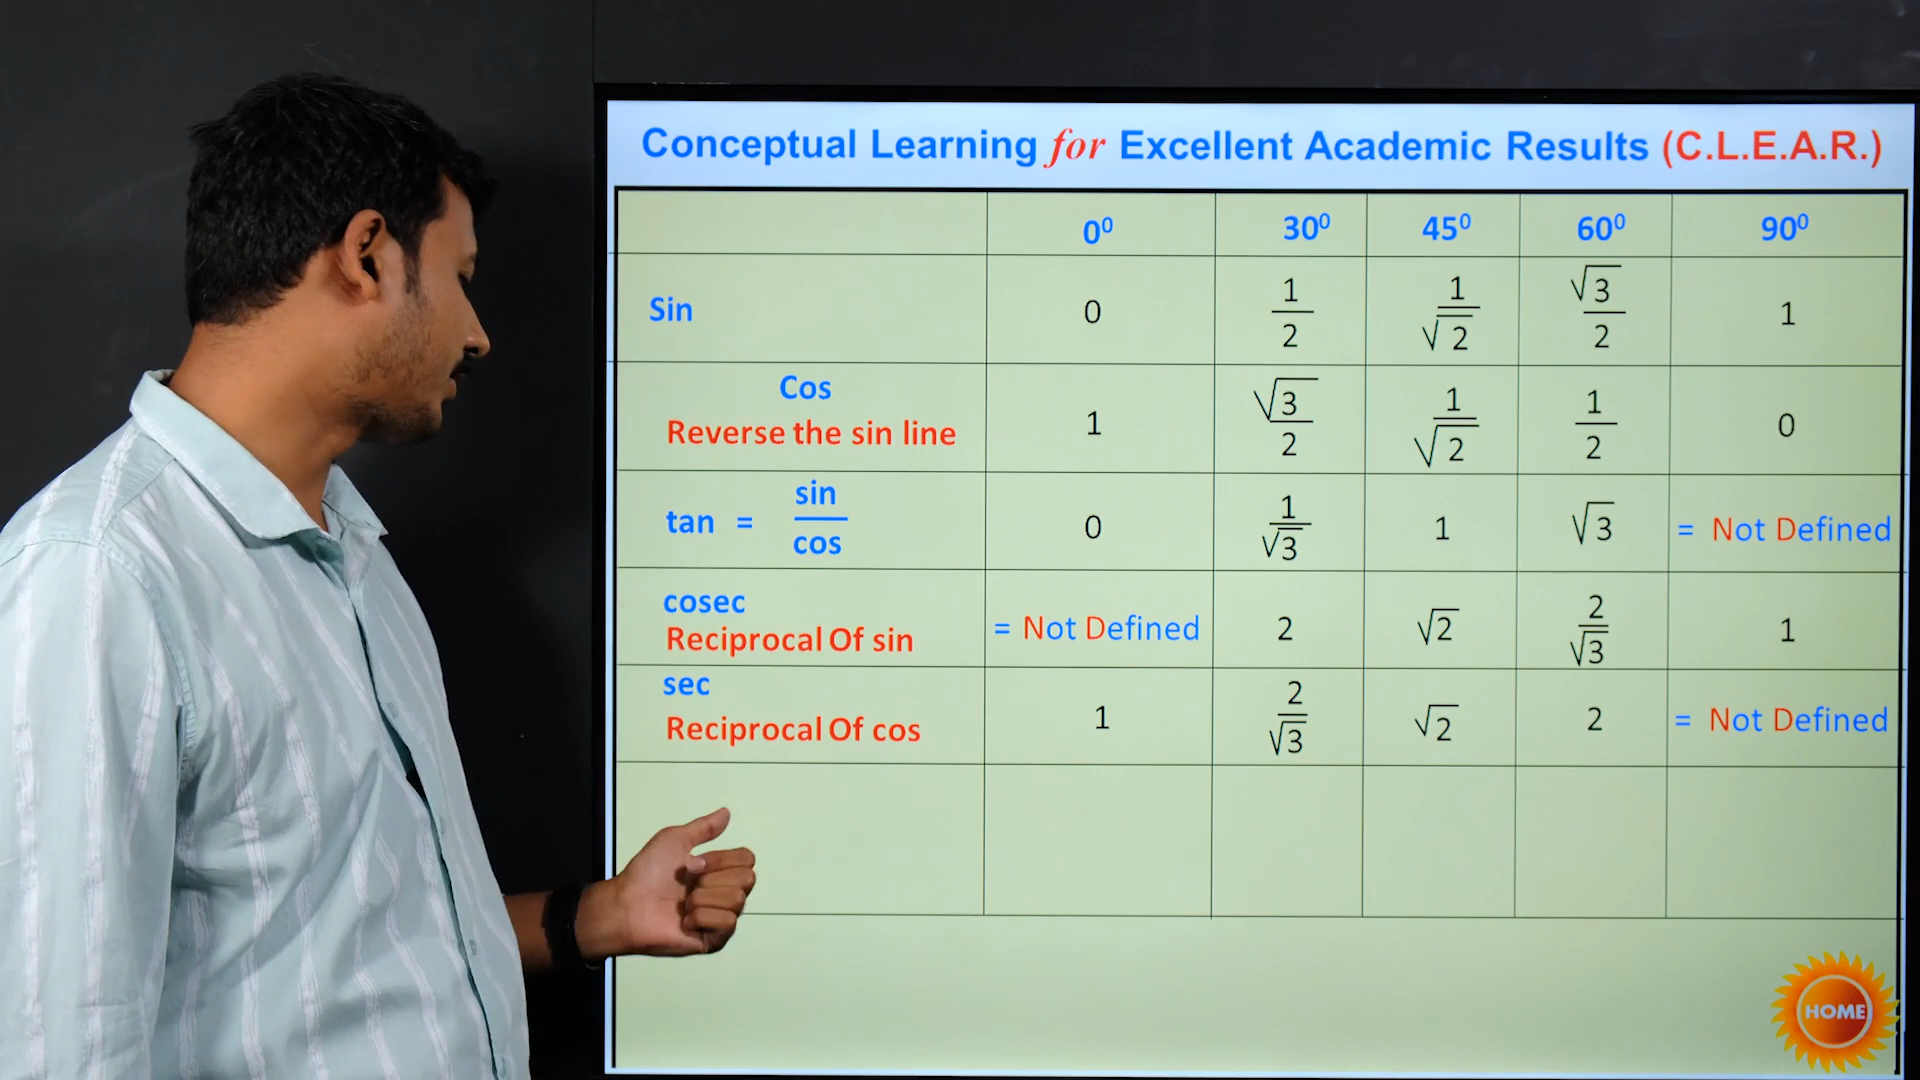 Conceptual Learning for Excellent Academic Results (C.L.E.A.R.)
0⁰ 30⁰ 45⁰ 60⁰ 90⁰
Sin 0 1/2 1/√2 √3/2 1
Cos
Reverse the sin line 1 √3/2 1/√2 1/2 0
tan = sin/cos 0 1/√3 1 √3 = Not Defined
cosec
Reciprocal Of sin = Not Defined 2 √2 2/√3 1
sec
Reciprocal Of cos 1 2/√3 √2 2 = Not Defined
HOME